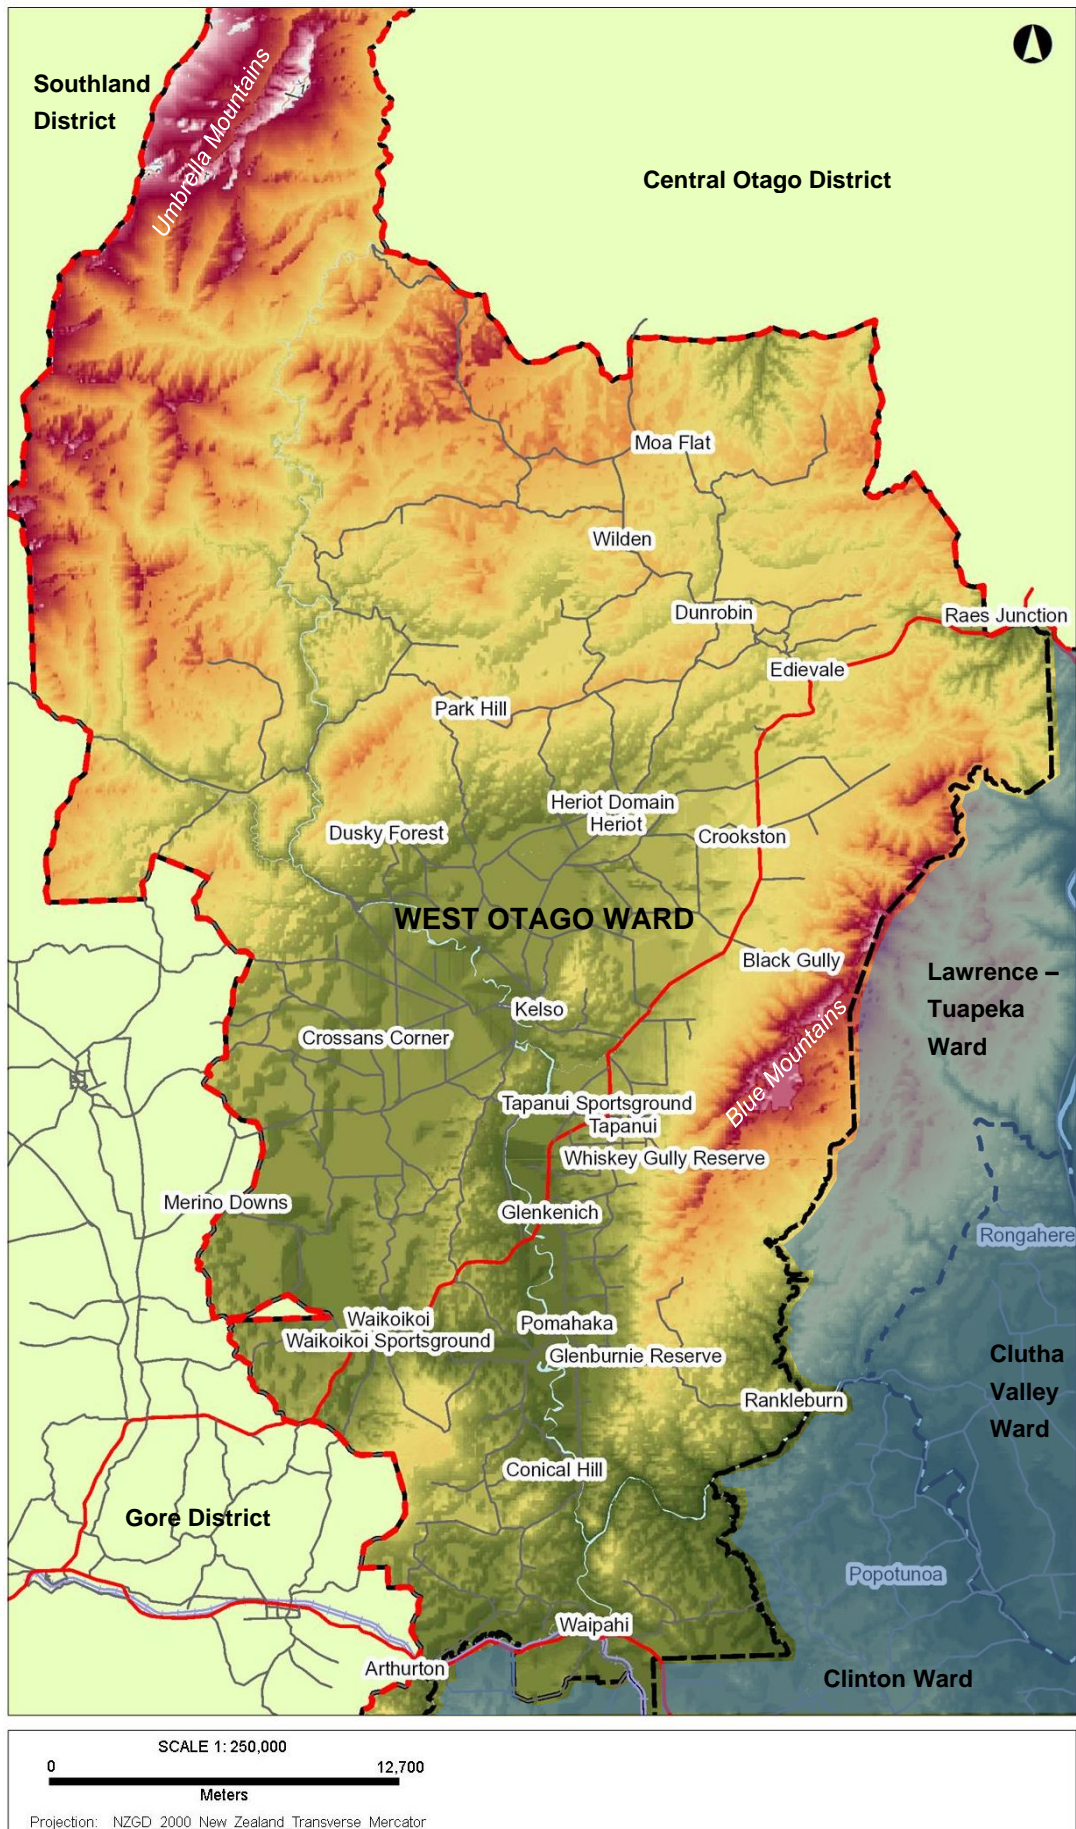 Southland
District
Umbrella Mountains
Central Otago District
Moa Flat
Wilden
Dunrobin
Raes Junction
Edievale
Park Hill
Heriot Domain
Heriot
Dusky Forest
Crookston
WEST OTAGO WARD
Black Gully
Lawrence –
Tuapeka
Ward
Kelso
Crossans Corner
Blue Mountains
Tapanui Sportsground
Tapanui
Whiskey Gully Reserve
Merino Downs
Glenkenich
Rongahere
Waikoikoi
Pomahaka
Waikoikoi Sportsground
Glenburnie Reserve
Clutha
Valley
Ward
Rankleburn
Conical Hill
Gore District
Popotunoa
Waipahi
Arthurton
Clinton Ward
SCALE 1: 250,000
0 12,700
Meters
Projection: NZGD 2000 New Zealand Transverse Mercator